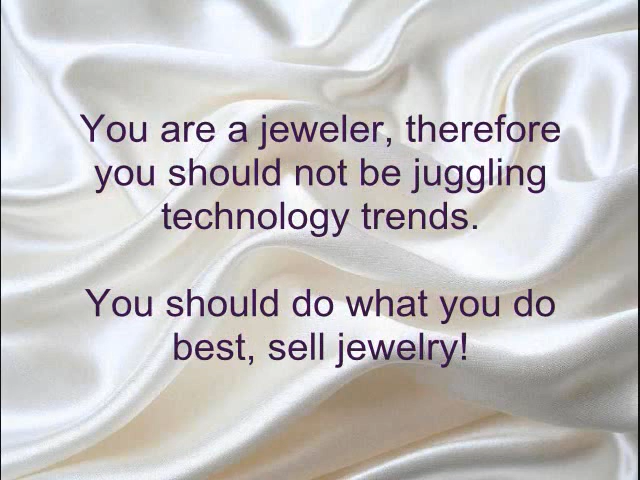 You are a jeweler, therefore
you should not be juggling
technology trends.
You should do what you do
best, sell jewelry!